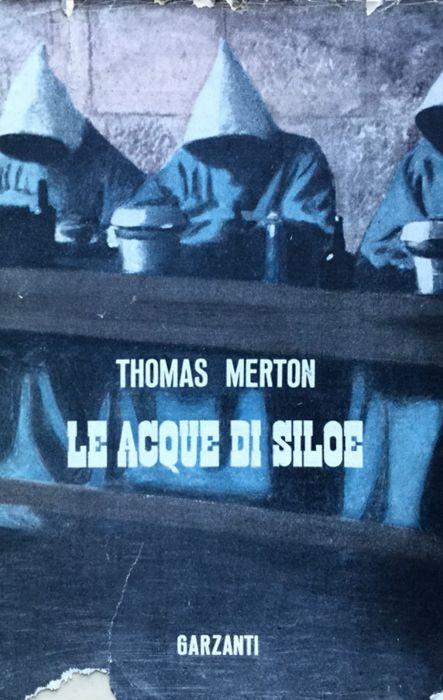 THOMAS MERTON
LE ACQUE DI SILOE
GARZANTI